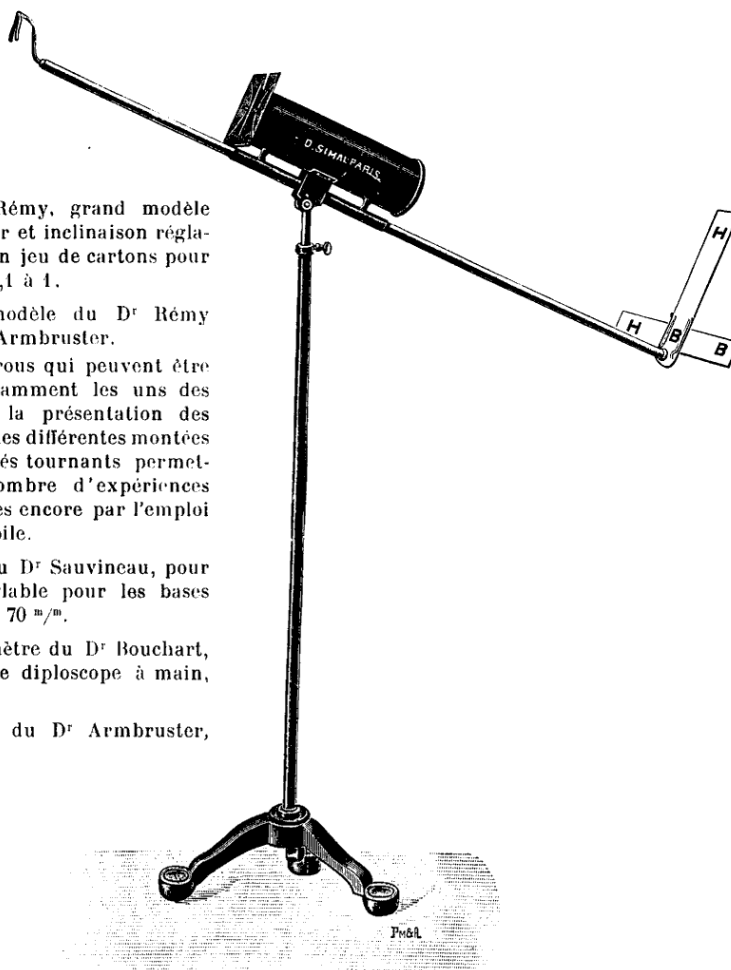 D. SIMAL PARIS
Rémy, grand modèle
r et inclinaison régla-
n jeu de cartons pour
,1 à 1.
modèle du Dr Rémy
Armbruster.
rous qui peuvent être
amment les uns des
la présentation des
les différentes montées
és tournants permet-
ombre d'expériences
es encore par l'emploi
bile.
u Dr Sauvineau, pour
lable pour les bases
70 m/m.
mètre du Dr Bouchart,
e diploscope à main,
du Dr Armbruster,
H
H B B
PM&R